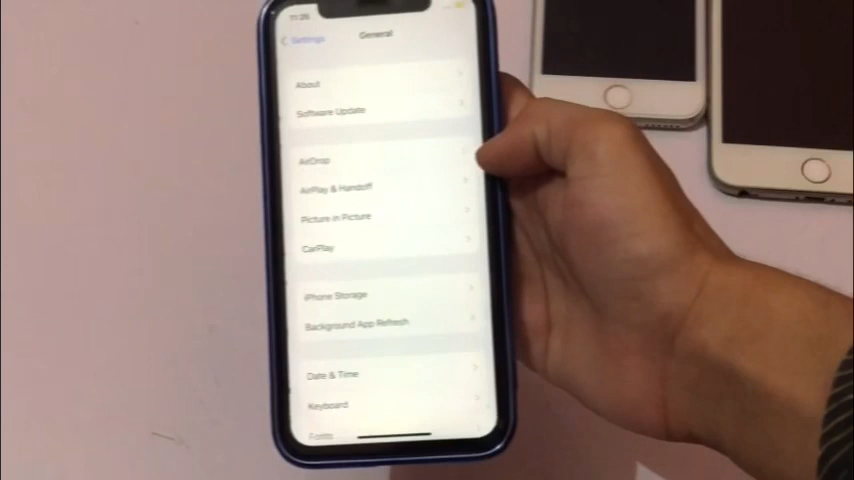 11:26
Settings
General
About
Software Update
AirDrop
AirPlay & Handoff
Picture in Picture
CarPlay
iPhone Storage
Background App Refresh
Date & Time
Keyboard
Fonts